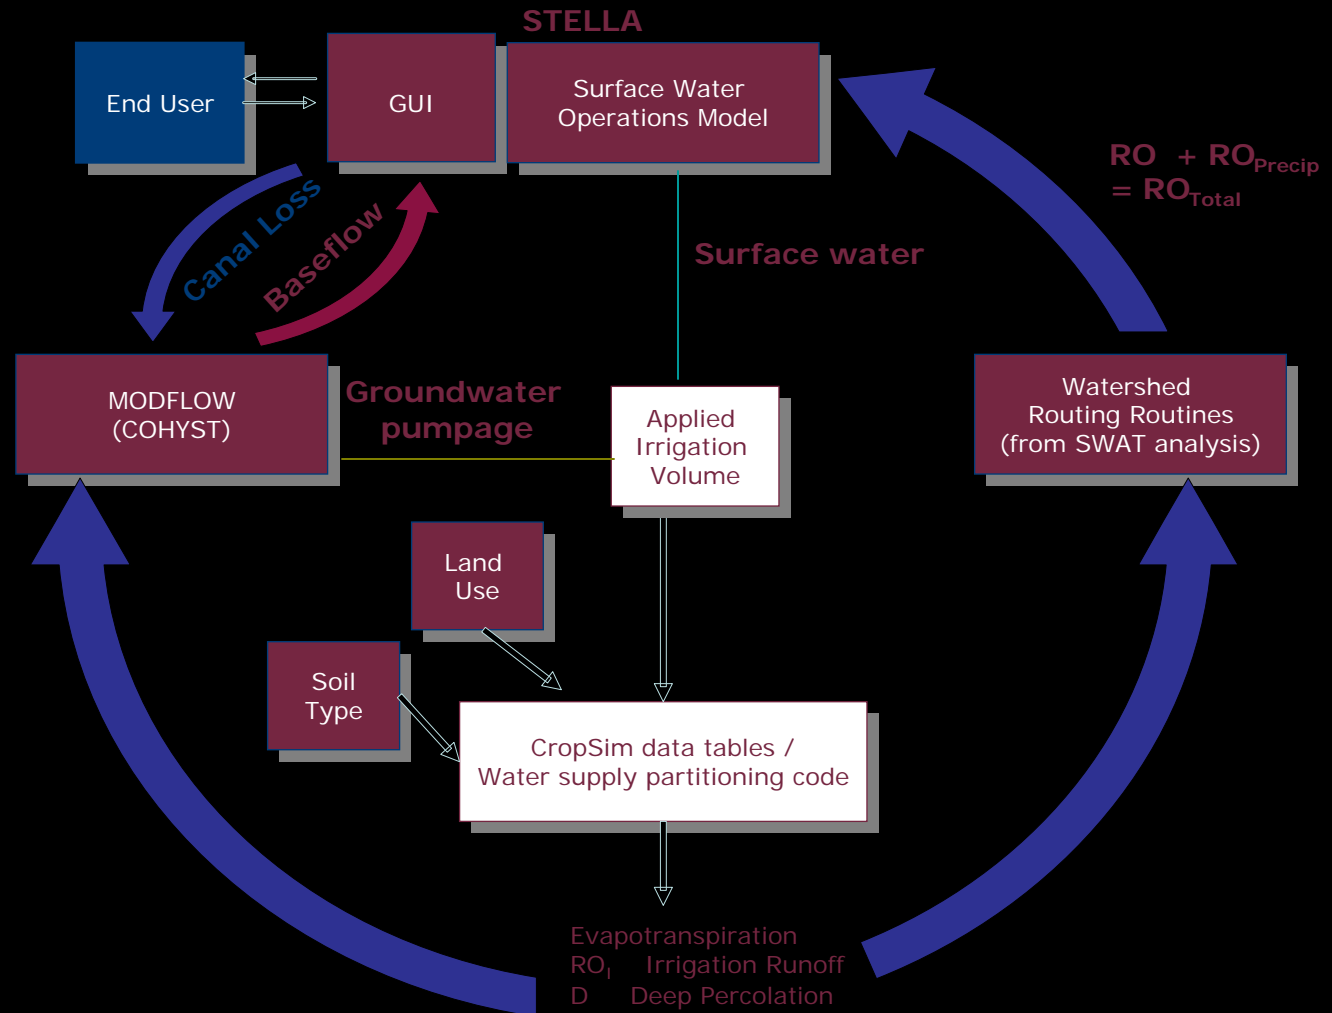 STELLA
End User
GUI
Surface Water
Operations Model
RO + RO Precip
= RO Total
Canal Loss
Baseflow
Surface water
MODFLOW
(COHYST)
Groundwater
pumpage
Applied
Irrigation
Volume
Watershed
Routing Routines
(from SWAT analysis)
Land
Use
Soil
Type
CropSim data tables /
Water supply partitioning code
Evapotranspiration
RO I Irrigation Runoff
D Deep Percolation